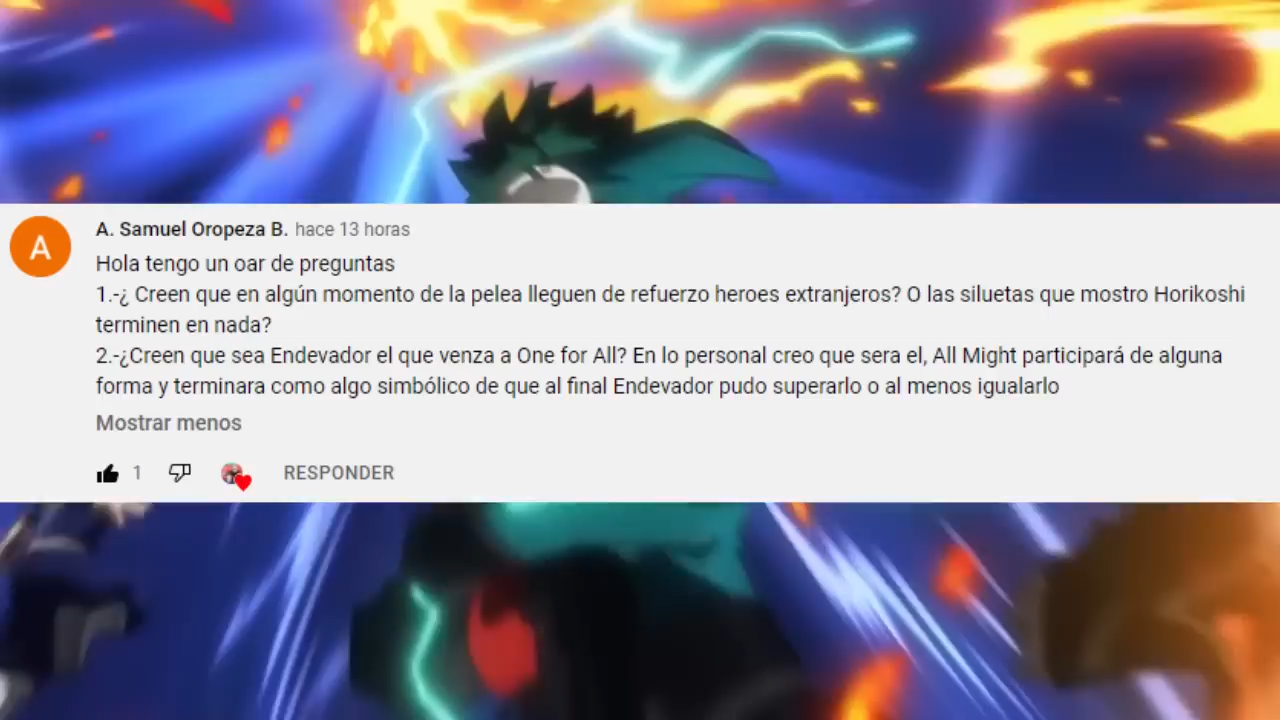 A
A. Samuel Oropeza B. hace 13 horas
Hola tengo un oar de preguntas
1.-¿ Creen que en algún momento de la pelea lleguen de refuerzo heroes extranjeros? O las siluetas que mostro Horikoshi
terminen en nada?
2.-¿Creen que sea Endevador el que venza a One for All? En lo personal creo que sera el, All Might participará de alguna
forma y terminara como algo simbólico de que al final Endevador pudo superarlo o al menos igualarlo
Mostrar menos
1 RESPONDER